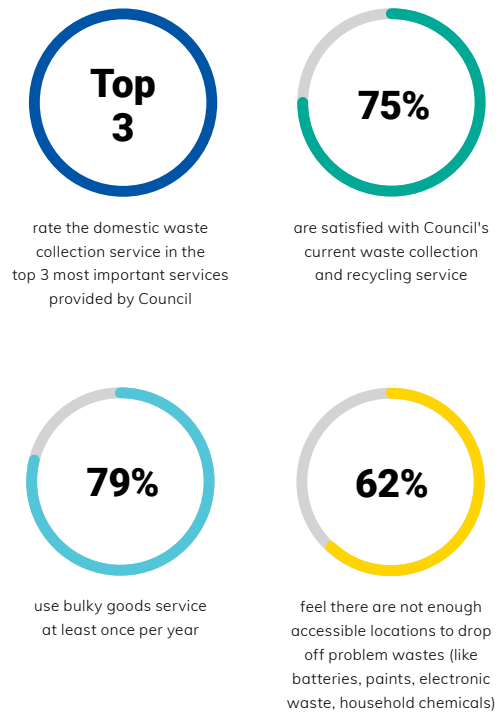 Top
3
rate the domestic waste
collection service in the
top 3 most important services
provided by Council
75%
are satisfied with Council's
current waste collection
and recycling service
79%
use bulky goods service
at least once per year
62%
feel there are not enough
accessible locations to drop
off problem wastes (like
batteries, paints, electronic
waste, household chemicals)